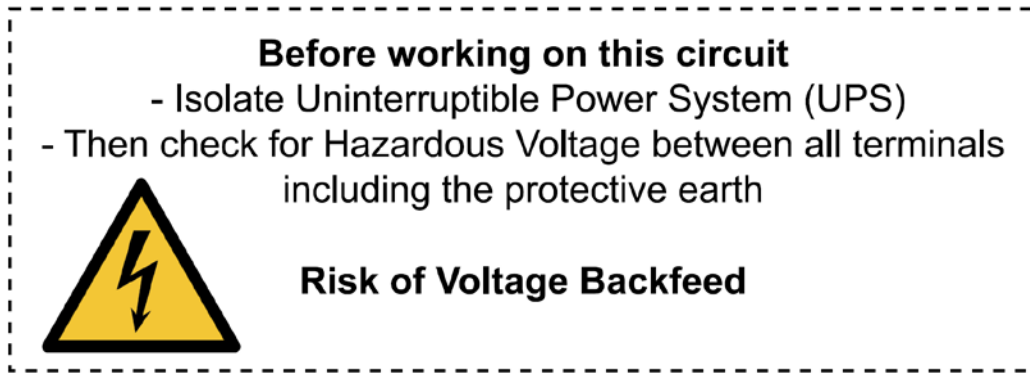 Before working on this circuit
- Isolate Uninterruptible Power System (UPS)
- Then check for Hazardous Voltage between all terminals
including the protective earth
Risk of Voltage Backfeed